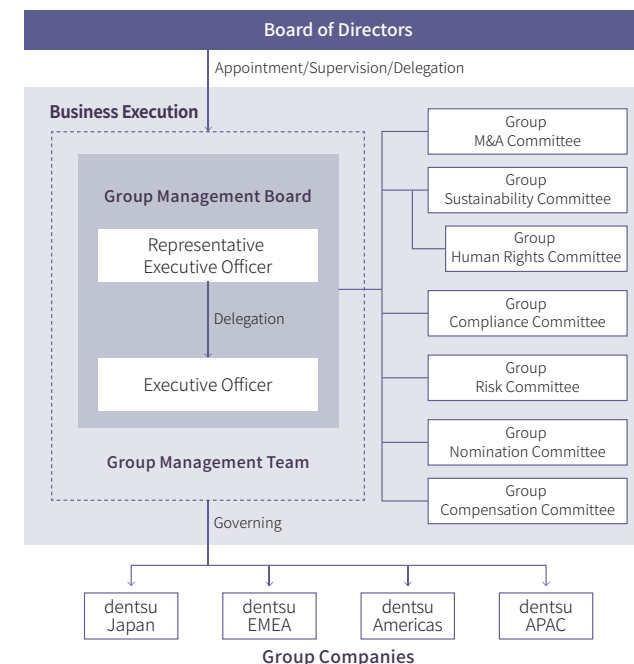 Board of Directors
Appointment/Supervision/Delegation
Business Execution
Group Management Board
Representative
Executive Officer
Delegation
Executive Officer
Group Management Team
Group
M&A Committee
Group
Sustainability Committee
Group
Human Rights Committee
Group
Compliance Committee
Group
Risk Committee
Group
Nomination Committee
Group
Compensation Committee
Governing
dentsu
Japan
dentsu
EMEA
dentsu
Americas
dentsu
APAC
Group Companies